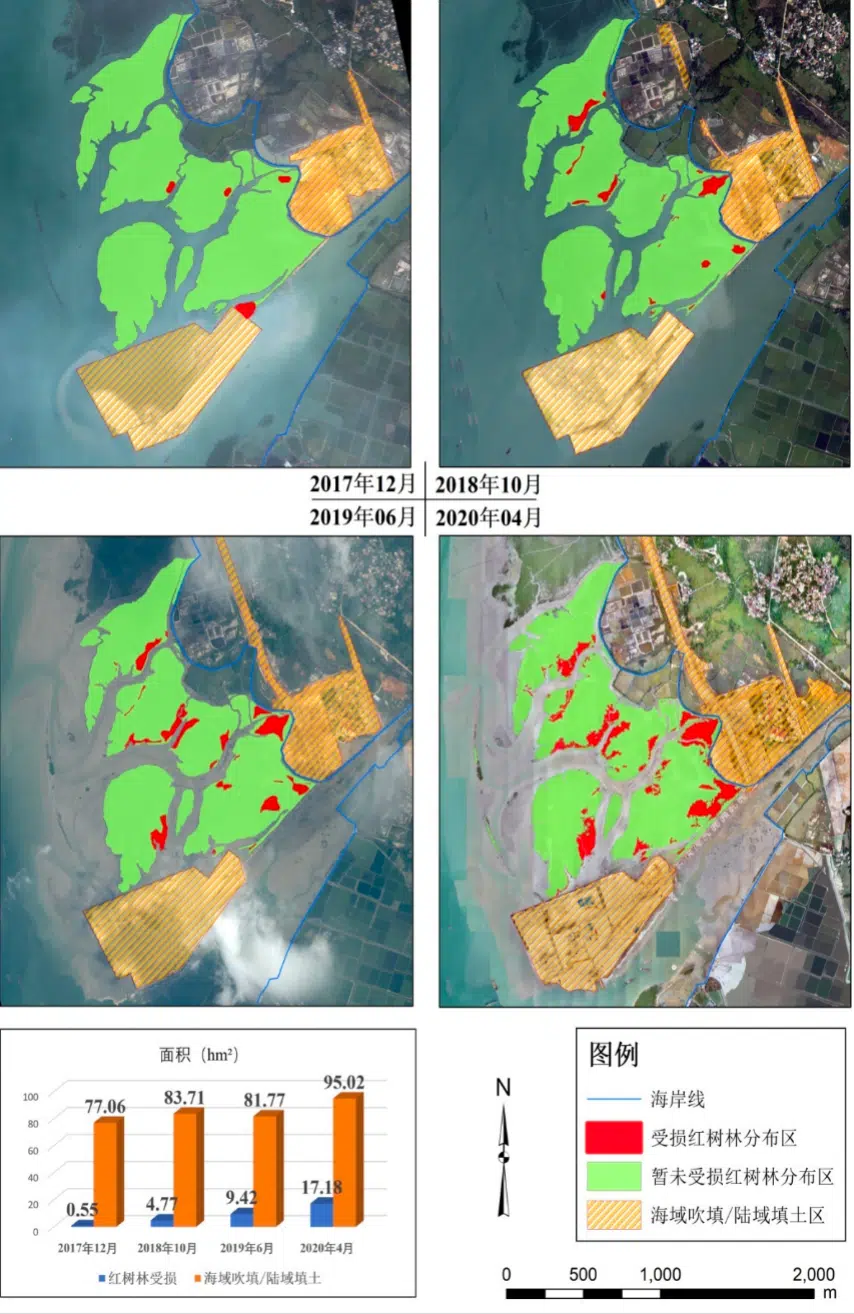 2017年12月
2018年10月
2019年06月
2020年04月
面积（hm²）
100
80
60
40
20
0
77.06
83.71
81.77
95.02
0.55
4.77
9.42
17.18
2017年12月
2018年10月
2019年6月
2020年4月
红树林受损
海域吹填/陆域填土
N
图例
海岸线
受损红树林分布区
暂未受损红树林分布区
海域吹填/陆域填土区
0 500 1,000 2,000
m